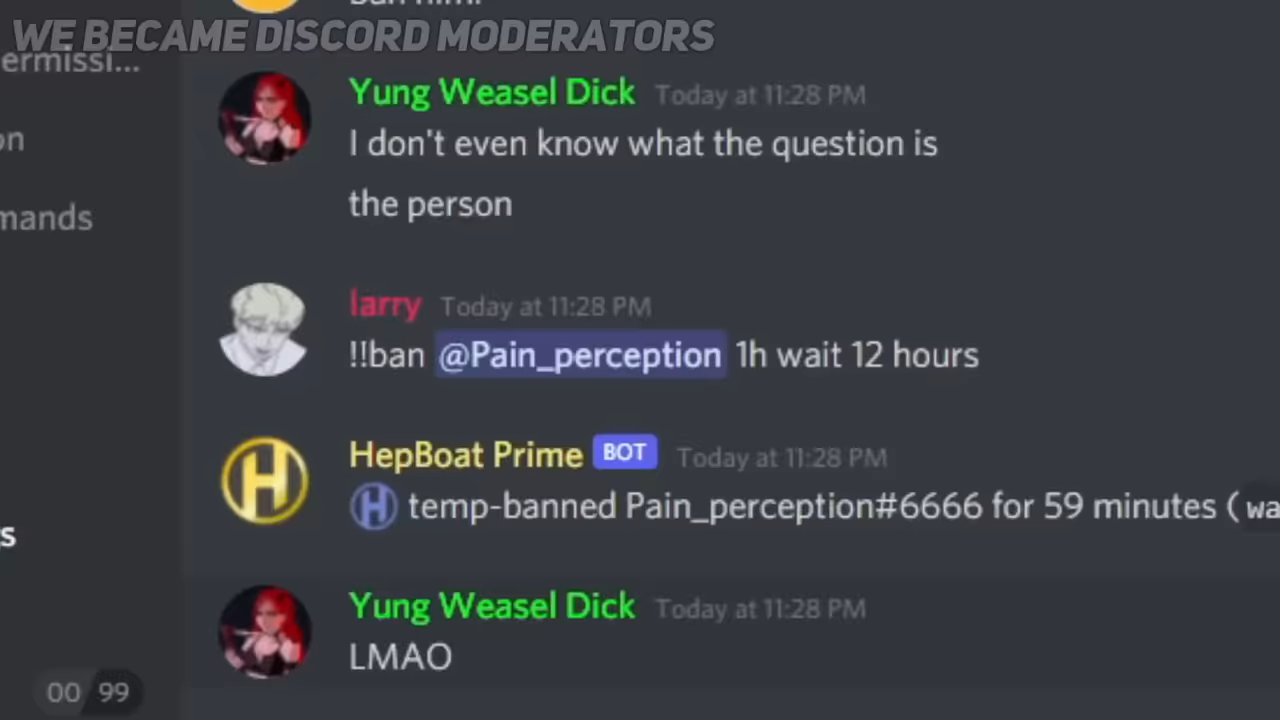 WE BECAME DISCORD MODERATORS
ermissi...
Yung Weasel Dick Today at 11:28 PM
I don't even know what the question is
the person
on
mands
larry Today at 11:28 PM
!!ban @Pain_perception 1h wait 12 hours
HepBoat Prime BOT Today at 11:28 PM
temp-banned Pain_perception#6666 for 59 minutes (wa
s
Yung Weasel Dick Today at 11:28 PM
LMAO
00 99